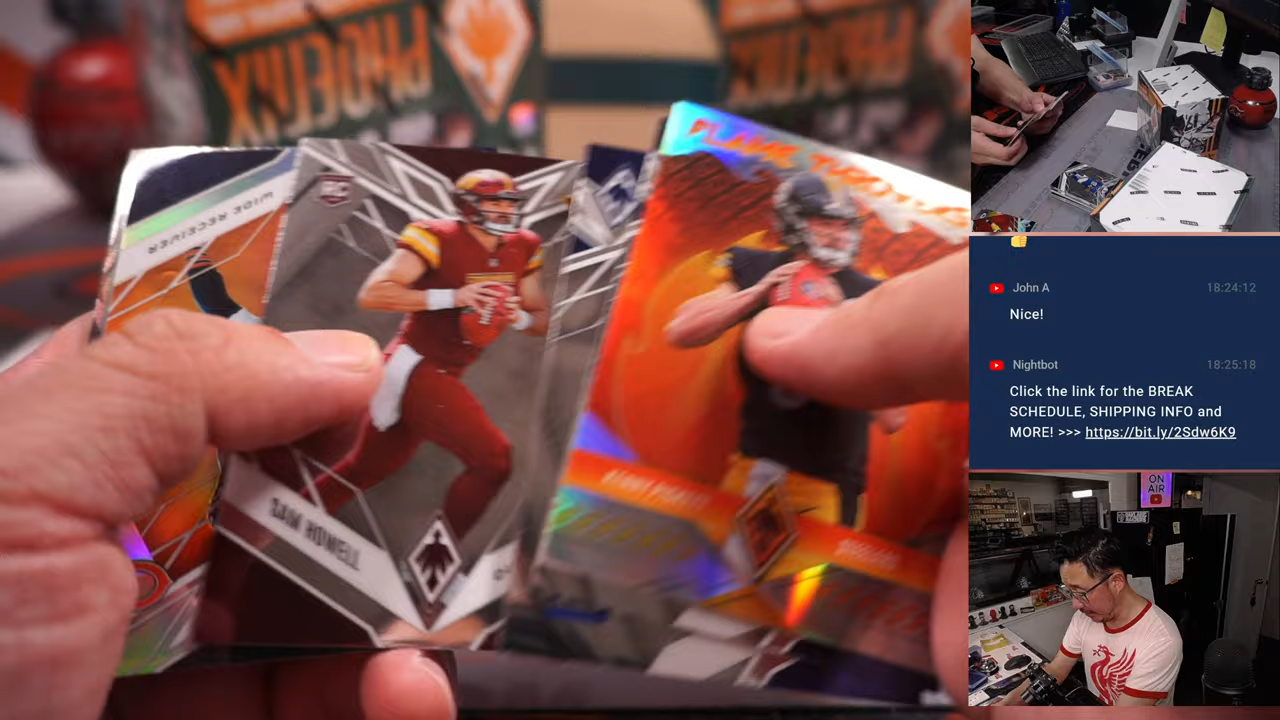 PHOENIX
PHOENIX
FLAME THROWERS
WIDE RECEIVER
RC
SAM HOWELL
John A
18:24:12
Nice!
Nightbot
18:25:18
Click the link for the BREAK
SCHEDULE, SHIPPING INFO and
MORE! >>> https://bit.ly/2Sdw6K9
ON
AIR